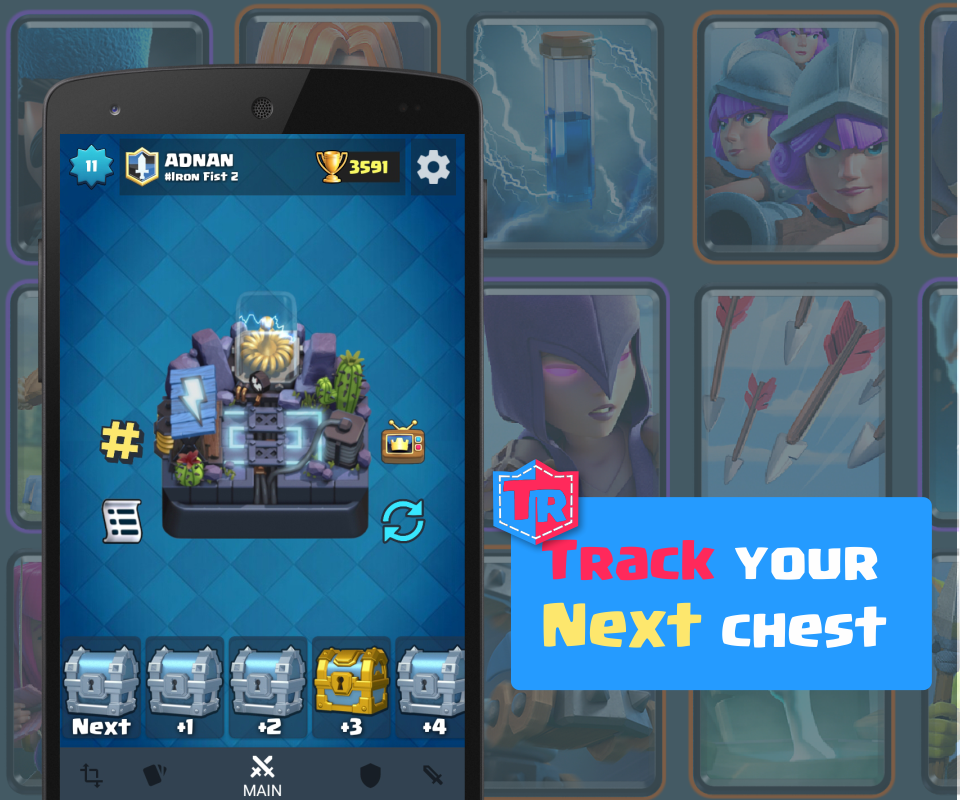 11
ADNAN
#Iron Fist 2
3591
#
TR
Track your
Next chest
Next
+1
+2
+3
+4
MAIN